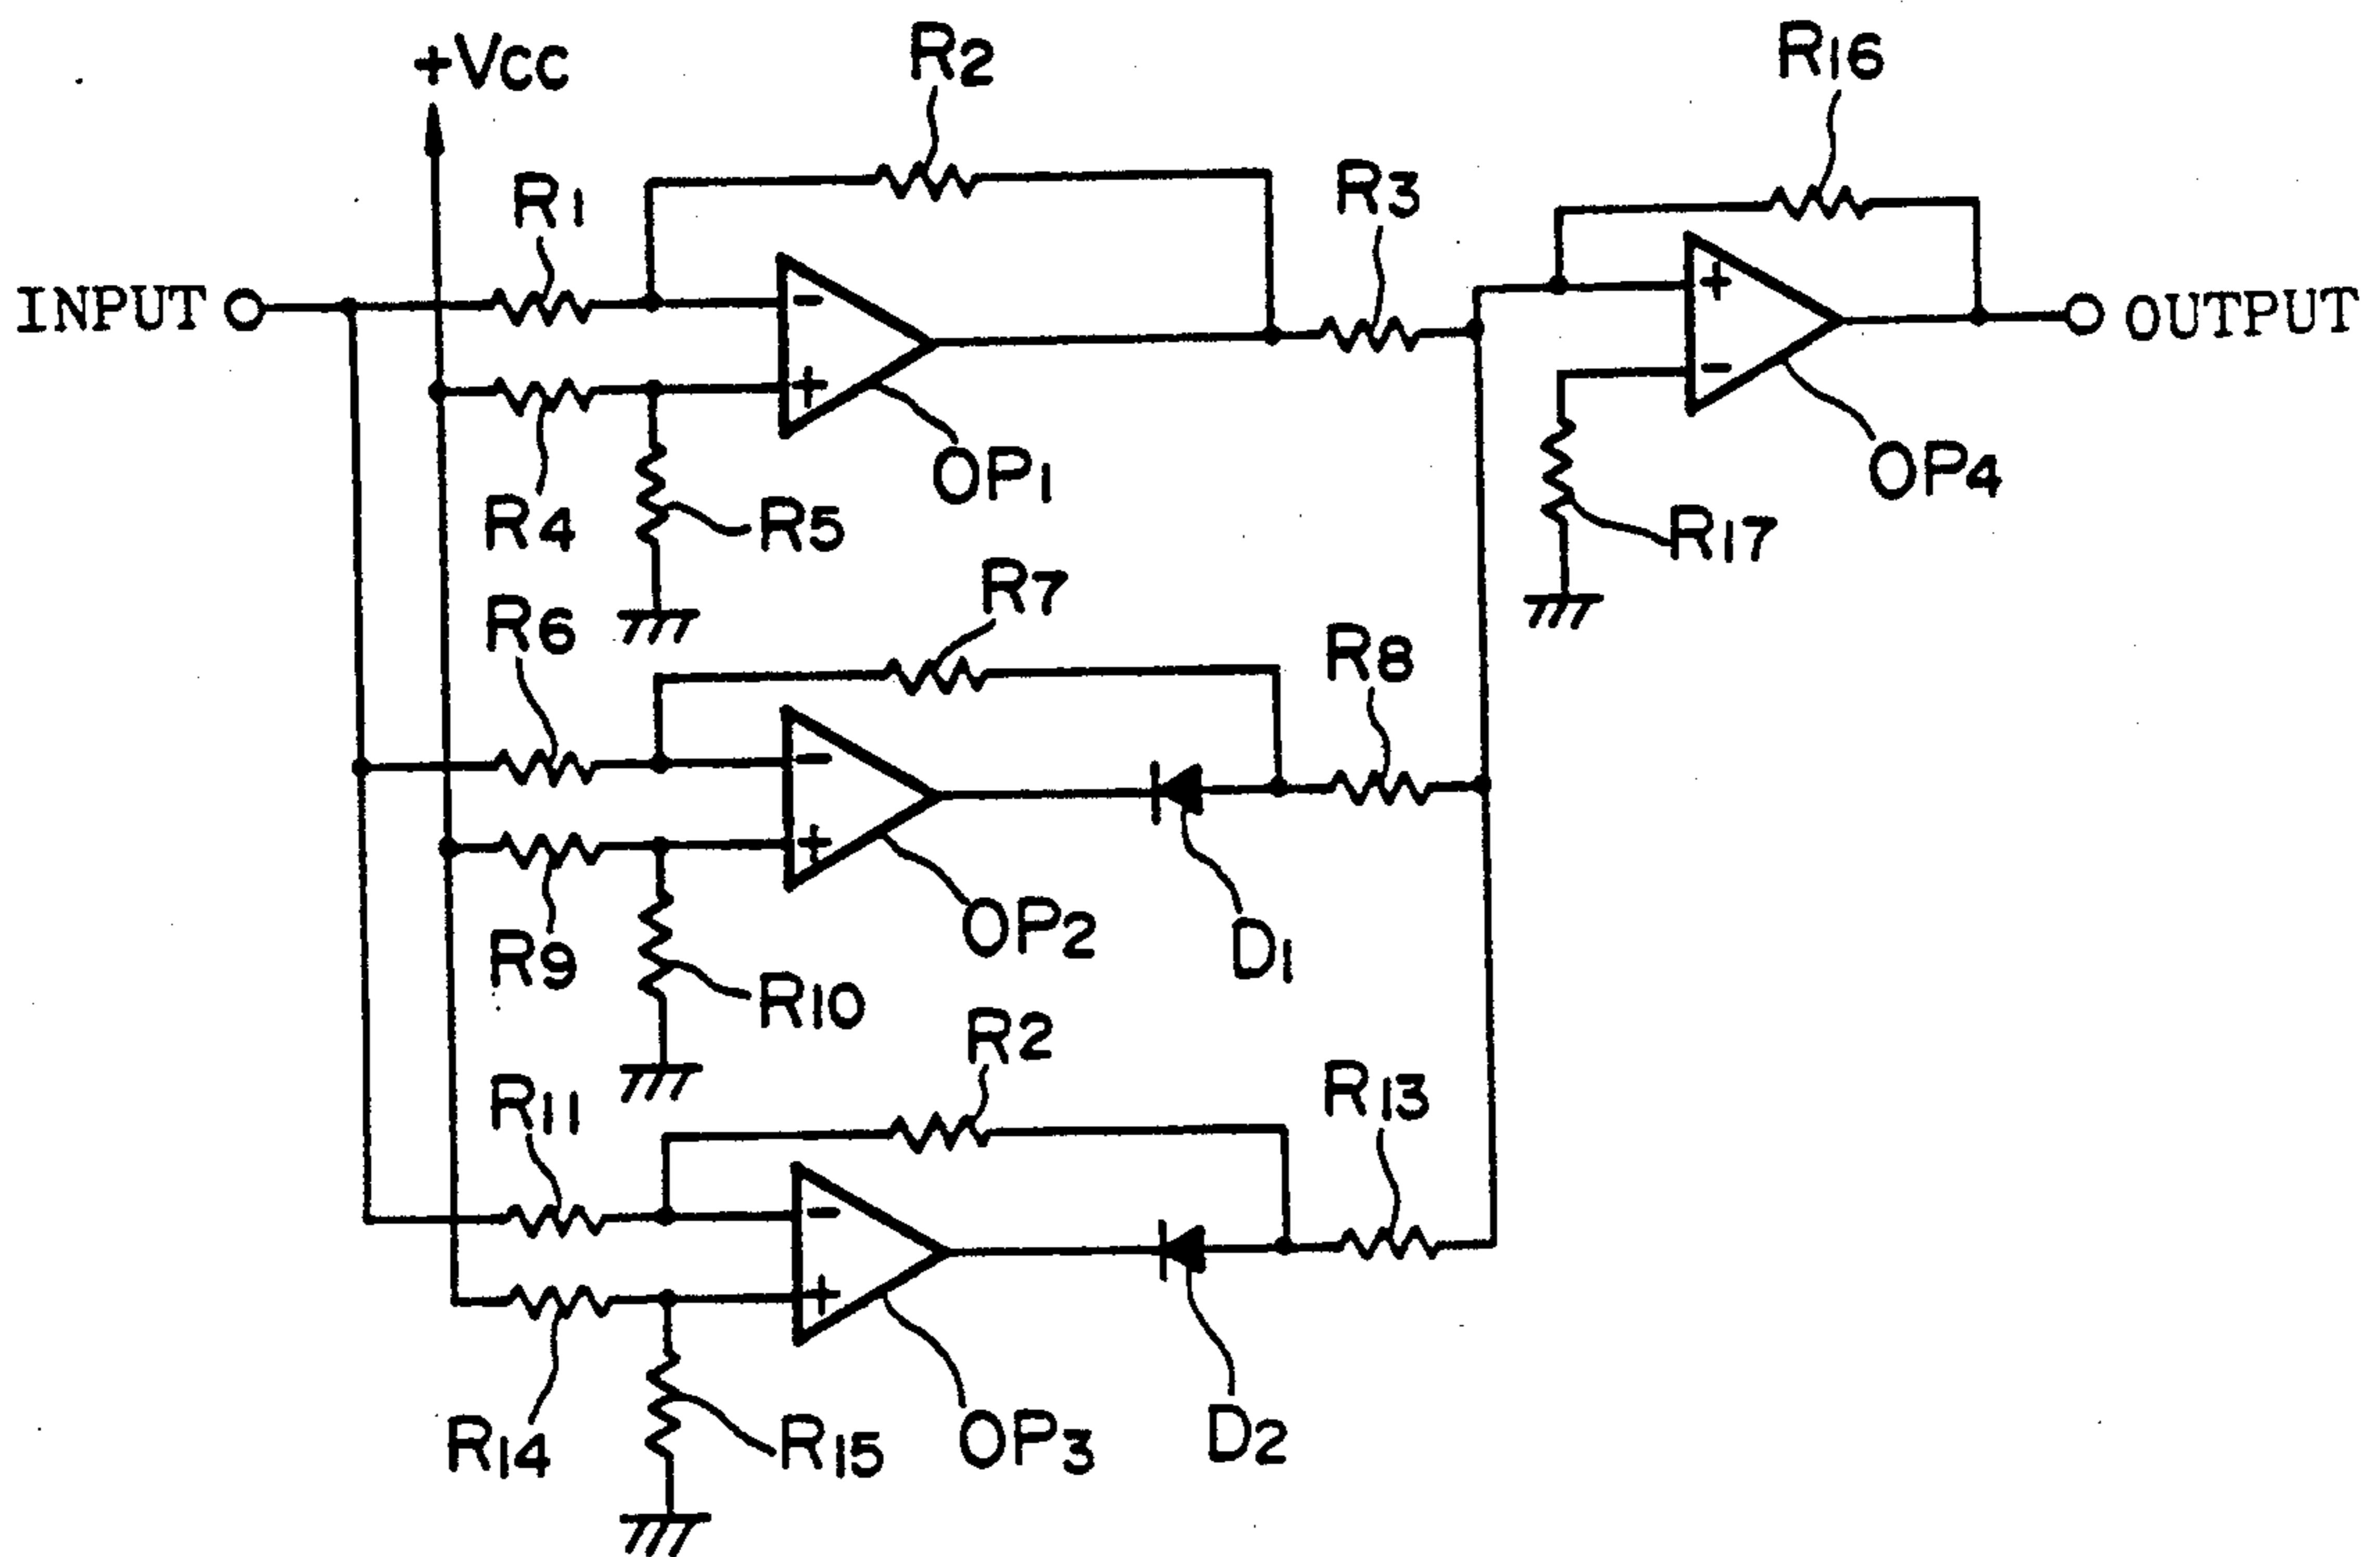 +VCC
R2
R16
R1
R3
INPUT
-
+
OUTPUT
+
-
OP1
OP4
R4
R5
R17
R7
R6
R8
-
+
OP2
D1
R9
R10
R2
R11
R13
-
+
R14
R15
OP3
D2